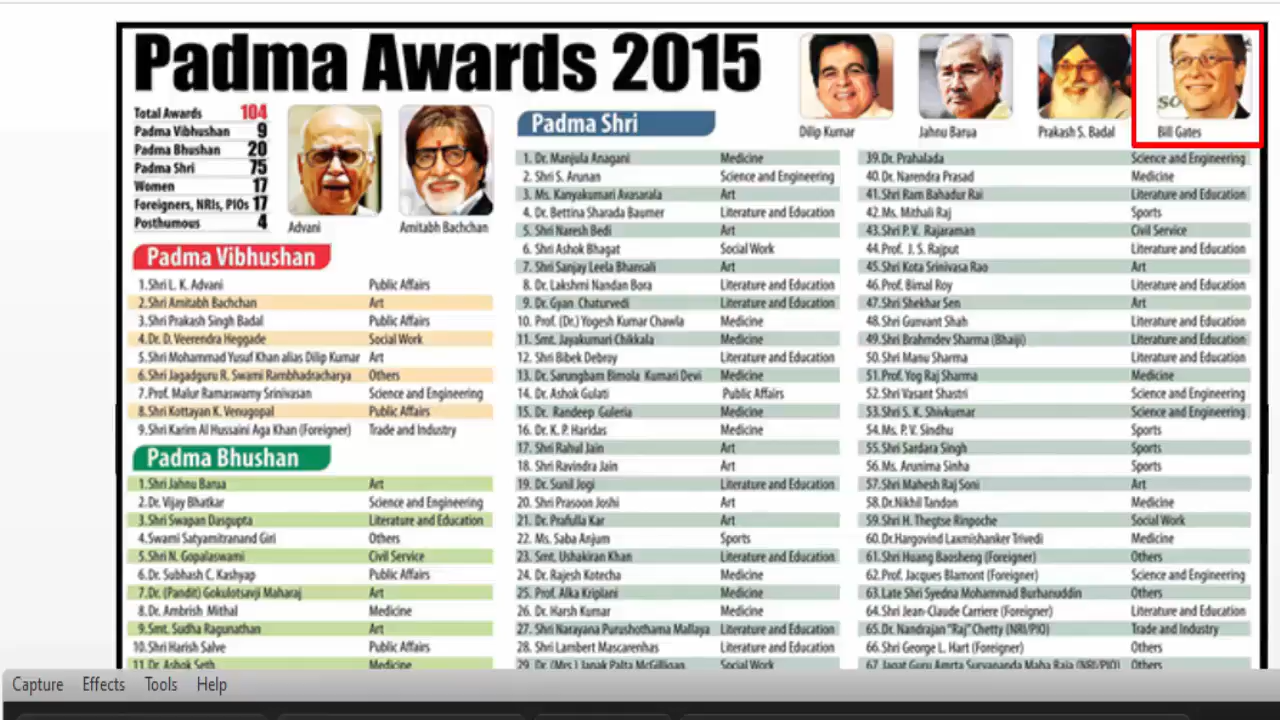 Padma Awards 2015
Total Awards 104
Padma Vibhushan 9
Padma Bhushan 20
Padma Shri 75
Women 17
Foreigners, NRIs, PIOs 17
Posthumous 4
Advani
Amitabh Bachchan
Dilip Kumar
Jahnu Barua
Prakash S. Badal
Bill Gates
Padma Vibhushan
1.Shri L. K. Advani Public Affairs
2.Shri Amitabh Bachchan Art
3.Shri Prakash Singh Badal Public Affairs
4.Dr. D. Veerendra Heggade Social Work
5.Shri Mohammad Yusuf Khan alias Dilip Kumar Art
6.Shri Jagadguru R. Swami Rambhadracharya Others
7.Prof. Malur Ramaswamy Srinivasan Science and Engineering
8.Shri Kottayan K. Venugopal Public Affairs
9.Shri Karim Al Hussaini Aga Khan (Foreigner) Trade and Industry
Padma Bhushan
1.Shri Jahnu Barua Art
2.Dr. Vijay Bhatkar Science and Engineering
3.Shri Swapan Dasgupta Literature and Education
4.Swami Satyamitranand Giri Others
5.Shri N. Gopalaswami Civil Service
6.Dr. Subhash C. Kashyap Public Affairs
7.Dr. (Pandit) Gokulotsavji Maharaj Art
8.Dr. Ambrish Mithal Medicine
9.Smt. Sudha Ragunathan Art
10.Shri Harish Salve Public Affairs
11.Dr. Ashok Seth Medicine
Padma Shri
1. Dr. Manjula Anagani Medicine
2. Shri S. Arunan Science and Engineering
3. Ms. Kanyakumari Avasarala Art
4. Dr. Bettina Sharada Baumer Literature and Education
5. Shri Naresh Bedi Art
6. Shri Ashok Bhagat Social Work
7. Shri Sanjay Leela Bhansali Art
8. Dr. Lakshmi Nandan Bora Literature and Education
9. Dr. Gyan Chaturvedi Literature and Education
10. Prof. (Dr.) Yogesh Kumar Chawla Medicine
11. Smt. Jayakumari Chikkala Medicine
12. Shri Bibek Debroy Literature and Education
13. Dr. Sarungbam Bimola Kumari Devi Medicine
14. Dr. Ashok Gulati Public Affairs
15. Dr. Randeep Guleria Medicine
16. Dr. K. P. Haridas Medicine
17. Shri Rahul Jain Art
18. Shri Ravindra Jain Art
19. Dr. Sunil Jogi Literature and Education
20. Shri Prasoon Joshi Art
21. Dr. Prafulla Kar Art
22. Ms. Saba Anjum Sports
23. Smt. Ushakiran Khan Literature and Education
24. Dr. Rajesh Kotecha Medicine
25. Prof. Alka Kriplani Medicine
26. Dr. Harsh Kumar Medicine
27. Shri Narayana Purushothama Mallaya Literature and Education
28. Shri Lambert Mascarenhas Literature and Education
29. Dr. (Mrs.) Janak Palta McGilligan Social Work
39.Dr. Prahalada Science and Engineering
40.Dr. Narendra Prasad Medicine
41.Shri Ram Bahadur Rai Literature and Education
42.Ms. Mithali Raj Sports
43.Shri P. V. Rajaraman Civil Service
44.Prof. J. S. Rajput Literature and Education
45.Shri Kota Srinivasa Rao Art
46.Prof. Bimal Roy Literature and Education
47.Shri Shekhar Sen Art
48.Shri Gunvant Shah Literature and Education
49.Shri Brahmdev Sharma (Bhaiji) Literature and Education
50.Shri Manu Sharma Literature and Education
51.Prof. Yog Raj Sharma Medicine
52.Shri Vasant Shastri Science and Engineering
53.Shri S. K. Shivkumar Science and Engineering
54.Ms. P. V. Sindhu Sports
55.Shri Sardara Singh Sports
56.Ms. Arunima Sinha Sports
57.Shri Mahesh Raj Soni Art
58.Dr.Nikhil Tandon Medicine
59.Shri H. Thegtse Rinpoche Social Work
60.Dr.Hargovind Laxmishanker Trivedi Medicine
61.Shri Huang Baosheng (Foreigner) Others
62.Prof. Jacques Blamont (Foreigner) Science and Engineering
63.Late Shri Syedna Mohammad Burhanuddin Others
64.Shri Jean-Claude Carriere (Foreigner) Literature and Education
65.Dr. Nandrajan "Raj" Chetty (NRI/PIO) Trade and Industry
66.Shri George L. Hart (Foreigner) Others
67.Jagat Guru Amrta Suryananda Maha Raja (NRI/PIO) Others
Capture Effects Tools Help